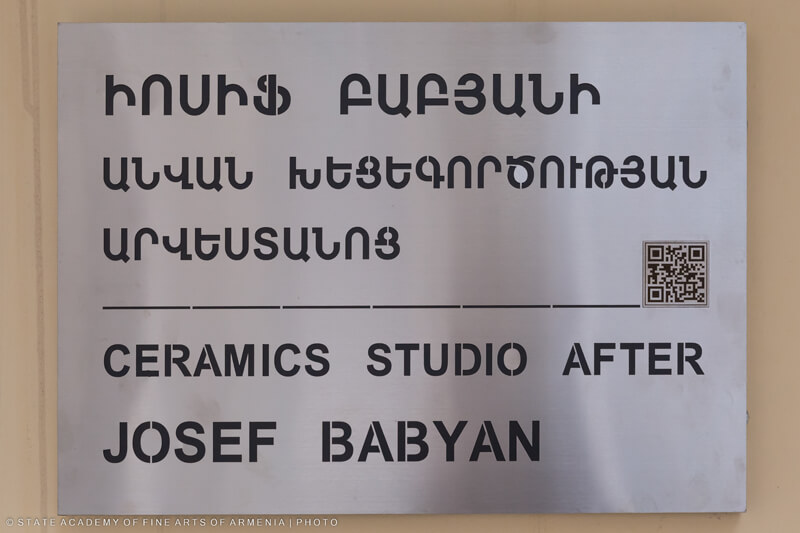 ԻՈՍԻՖ ԲԱԲՅԱՆԻ
ԱՆՎԱՆ ԽԵՑԵԳՈՐԾՈՒԹՅԱՆ
ԱՐՎԵՍՏԱՆՈՑ
CERAMICS STUDIO AFTER
JOSEF BABYAN
© STATE ACADEMY OF FINE ARTS OF ARMENIA | PHOTO